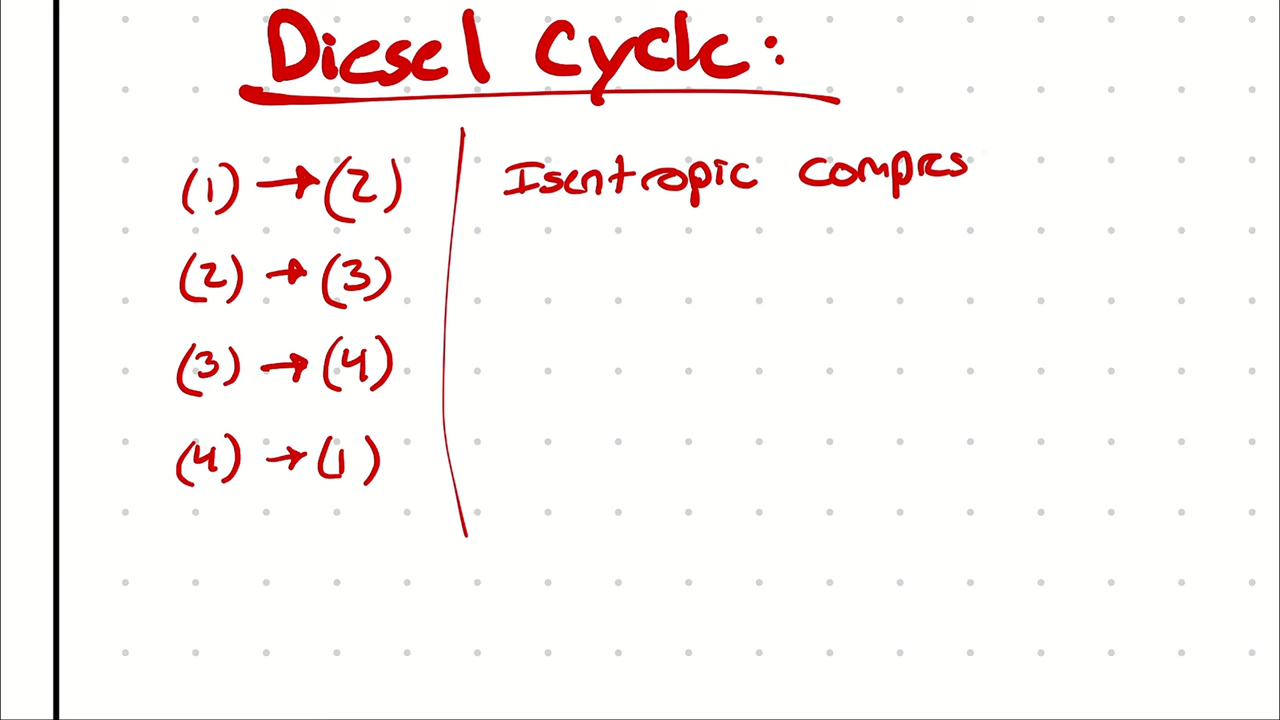 Diesel Cycle:
(1) → (2) Isentropic compres
(2) → (3)
(3) → (4)
(4) → (1)